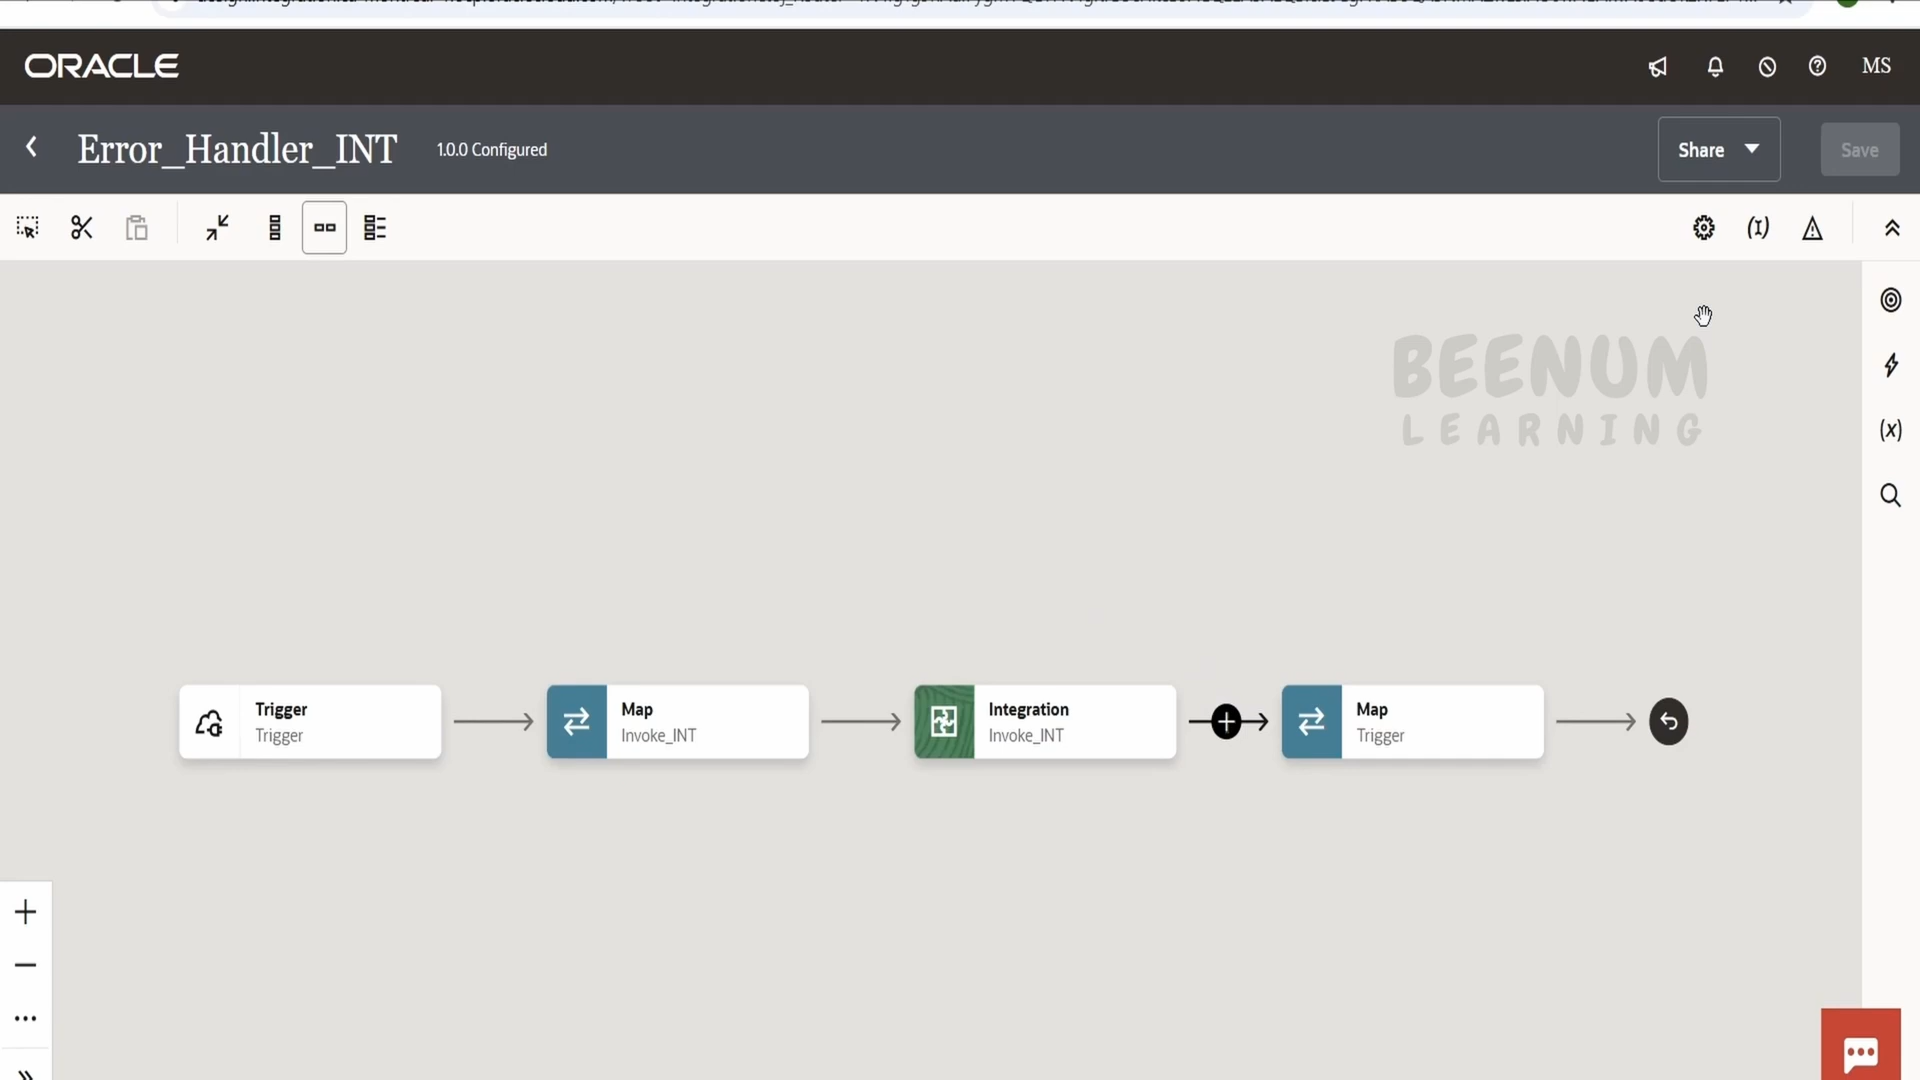 ORACLE
MS
Error_Handler_INT
1.0.0 Configured
Share
Save
BEENUM
LEARNING
Trigger
Trigger
Map
Invoke_INT
Integration
Invoke_INT
Map
Trigger